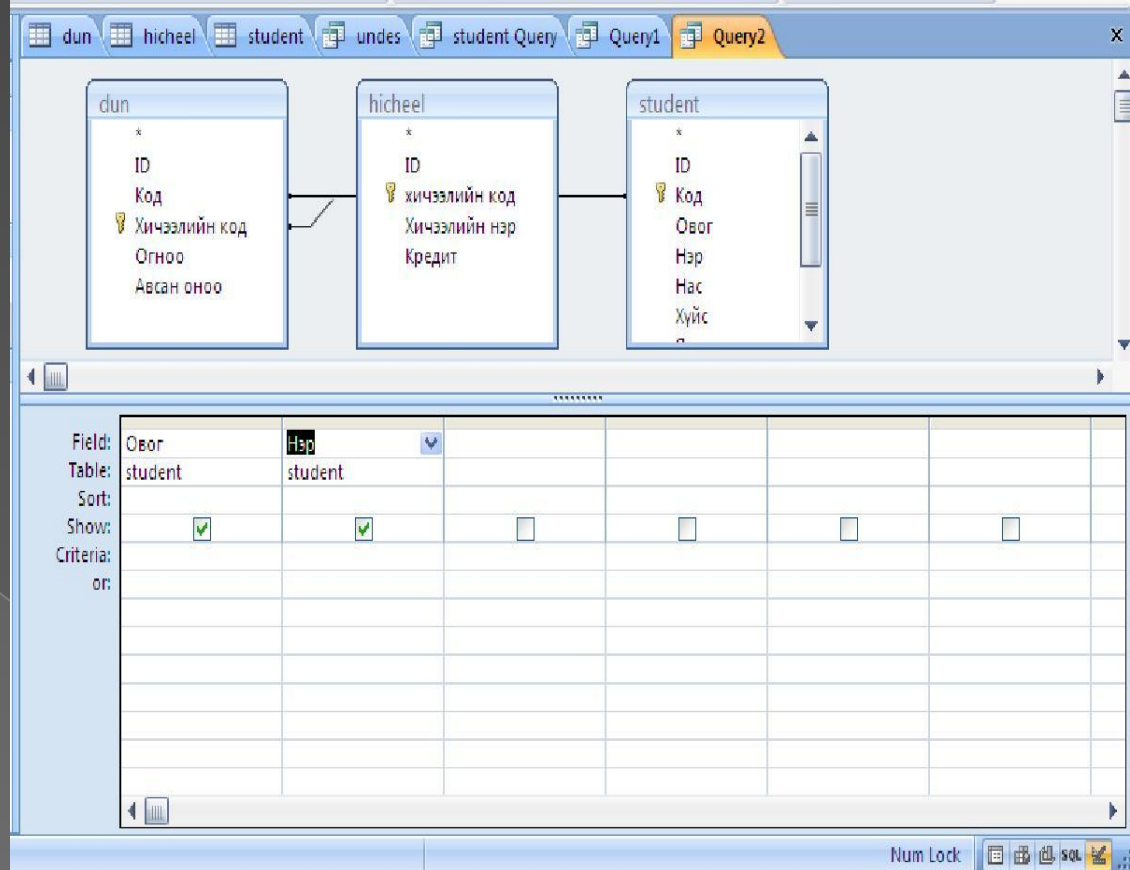 dun hicheel student undes student Query Query1 Query2 x
dun
*
ID
Код
Хичээлийн код
Огноо
Авсан оноо
hicheel
*
ID
хичээлийн код
Хичээлийн нэр
Кредит
student
*
ID
Код
Овог
Нэр
Нас
Хүйс
Field: Овог Нэр
Table: student student
Sort:
Show:
Criteria:
or:
Num Lock SQL